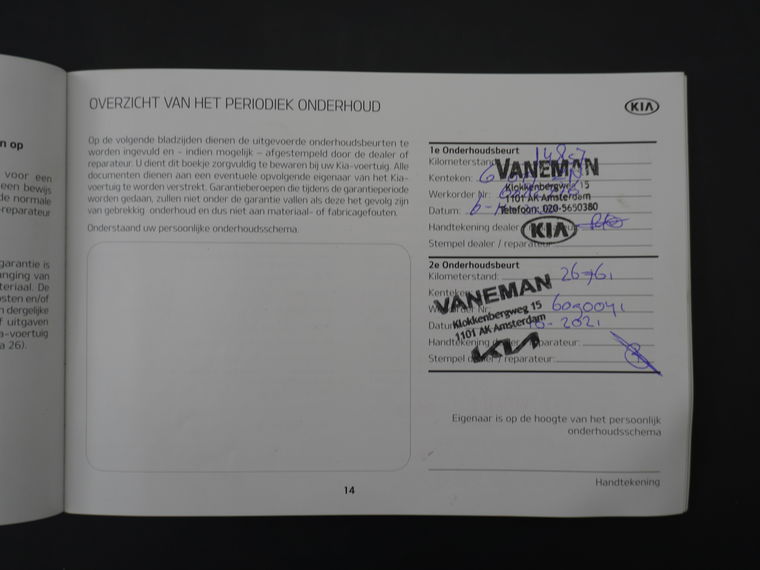 OVERZICHT VAN HET PERIODIEK ONDERHOUD
KIA
Op de volgende bladzijden dienen de uitgevoerde onderhoudsbeurten te
worden ingevuld en - indien mogelijk – afgestempeld door de dealer of
reparateur. U dient dit boekje zorgvuldig te bewaren bij uw Kia-voertuig. Alle
documenten dienen aan een eventuele opvolgende eigenaar van het Kia-
voertuig te worden verstrekt. Garantieberoepen die tijdens de garantieperiode
worden gedaan, zullen niet onder de garantie vallen als deze het gevolg zijn
van gebrekkig onderhoud en dus niet aan materiaal- of fabricagefouten.
Onderstaand uw persoonlijke onderhoudsschema.
n op
voor een
een bewijs
de normale
-reparateur
garantie is
anging van
teriaal. De
osten en/of
n dergelijke
f uitgaven
a-voertuig
a 26).
1e Onderhoudsbeurt
Kilometerstand:
Kenteken:
Werkorder Nr:
Datum:
Handtekening dealer
Stempel dealer / reparateur:
VANEMAN
Klokkenbergweg 15
1101 AK Amsterdam
Telefoon: 020-5650380
KIA
2e Onderhoudsbeurt
Kilometerstand: 26761
Kenteken
Nr. 6090041
Datum 2021
Handtekening dealer / reparateur:
Stempel dealer / reparateur:
VANEMAN
Klokkenbergweg 15
1101 AK Amsterdam
KIA
Eigenaar is op de hoogte van het persoonlijk
onderhoudsschema
Handtekening
14